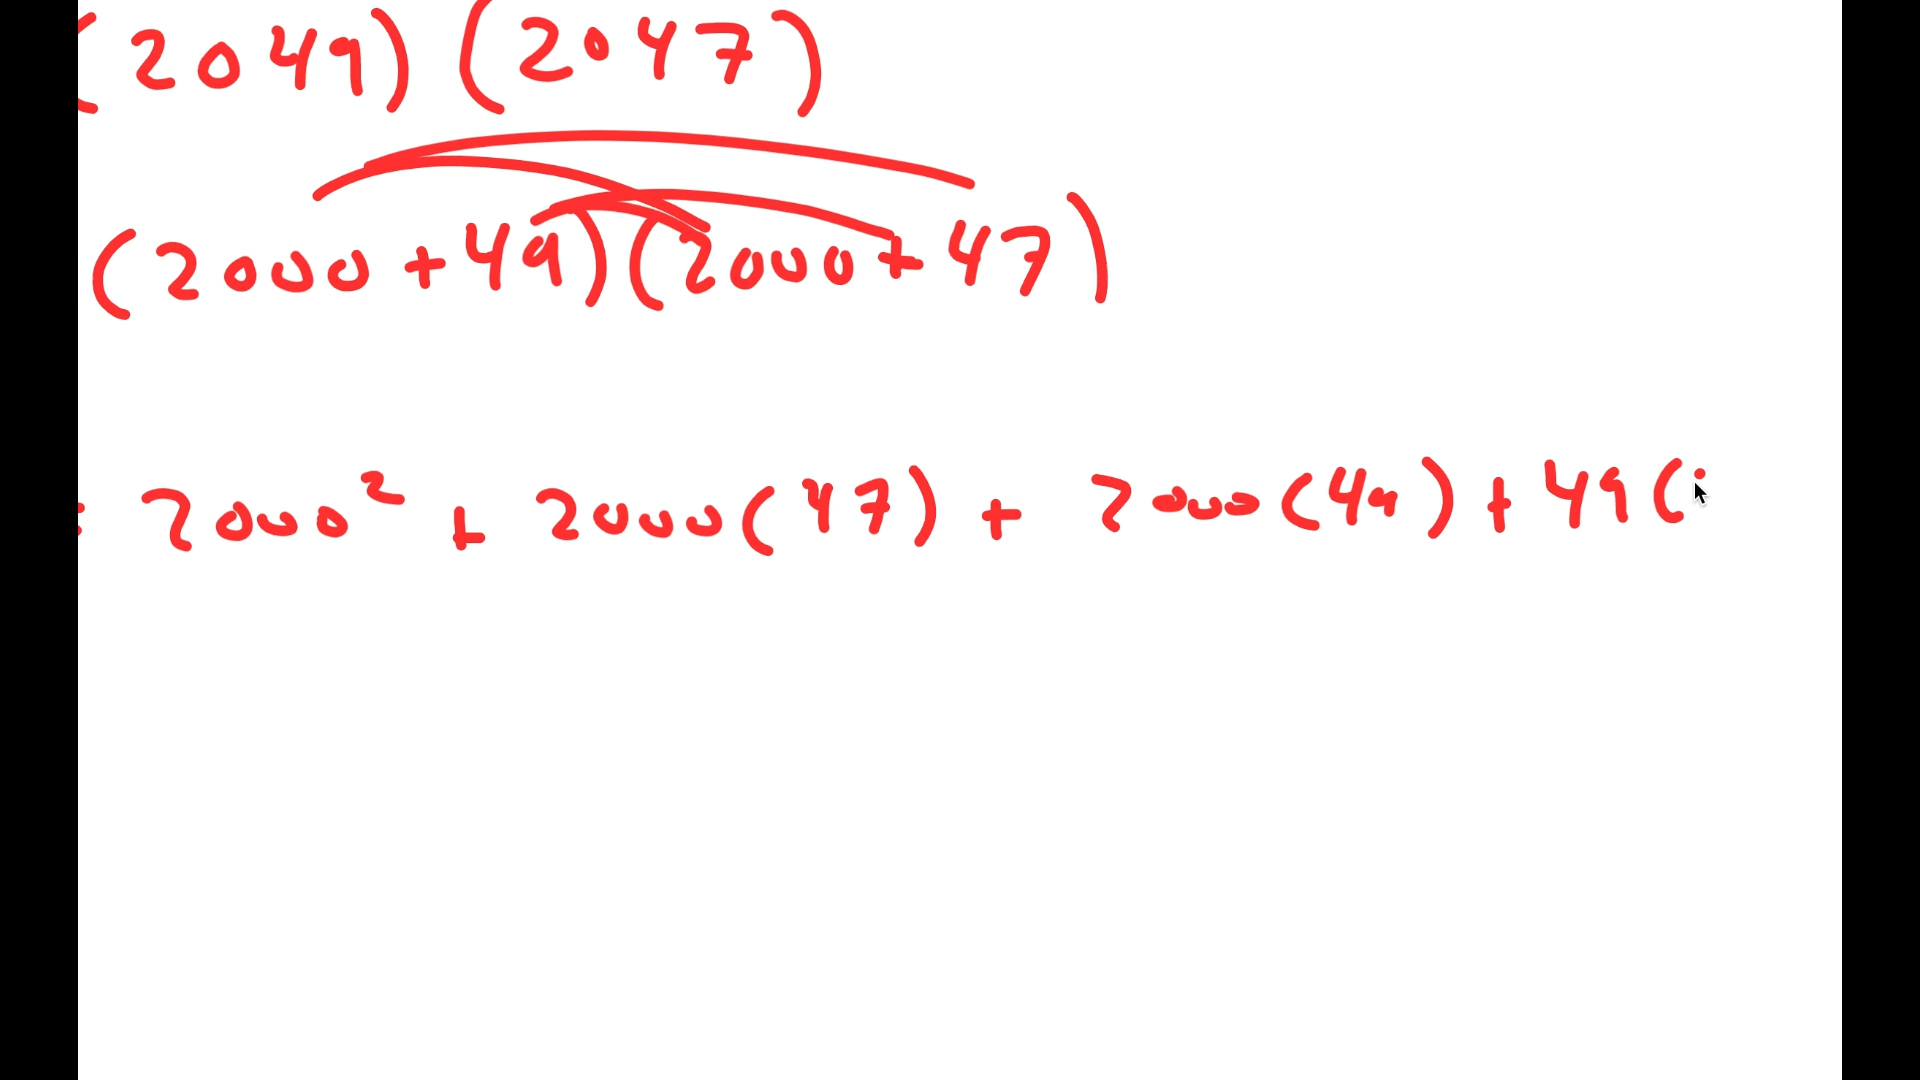 (2049)(2047)
(2000+49)(2000+47)
= 2000² + 2000(47) + 2000(49) + 49(